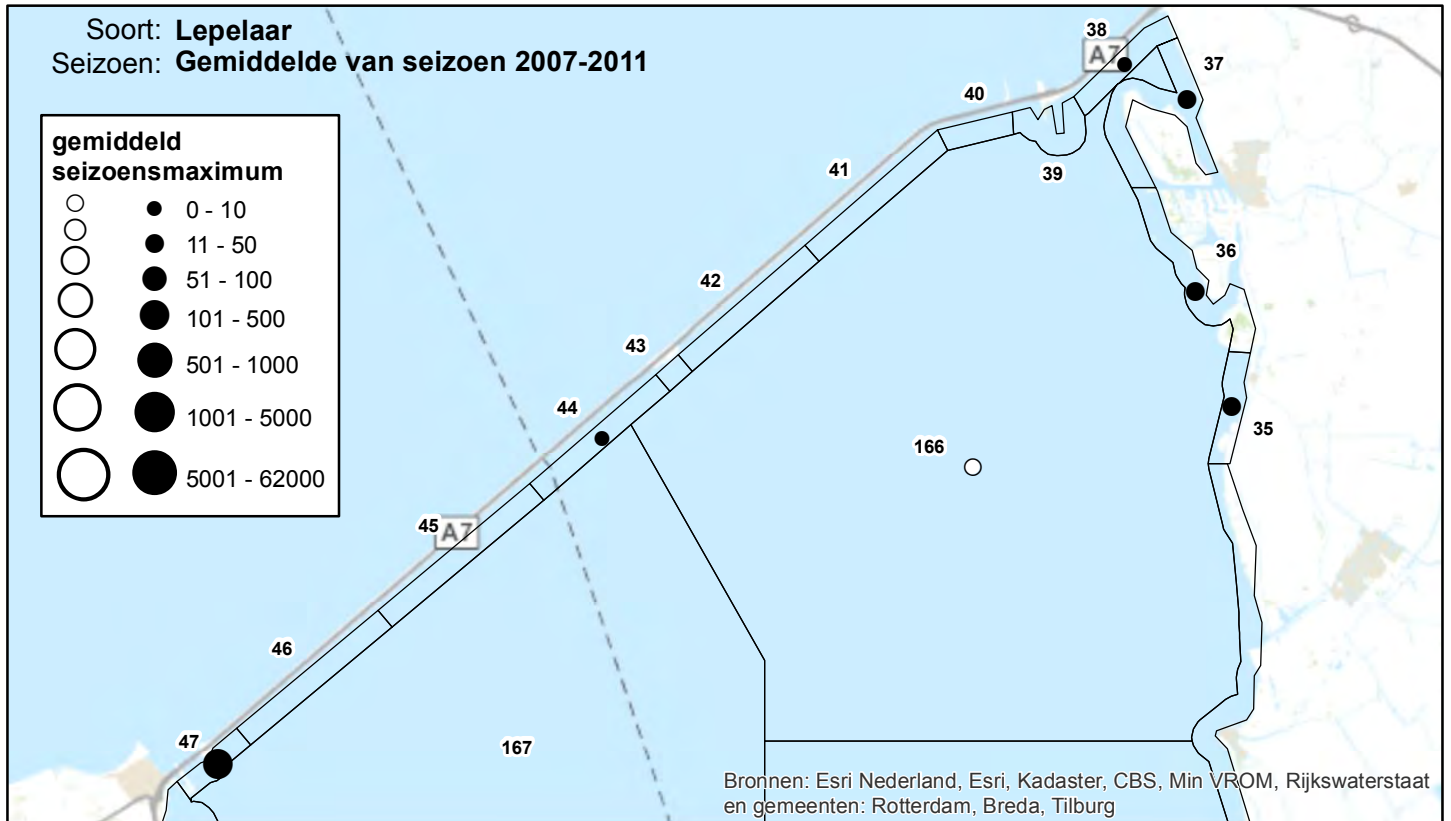 Soort: Lepelaar
Seizoen: Gemiddelde van seizoen 2007-2011
gemiddeld
seizoensmaximum
0 - 10
11 - 50
51 - 100
101 - 500
501 - 1000
1001 - 5000
5001 - 62000
38
A7
37
40
39
41
36
42
43
44
35
166
45
A7
46
47
167
Bronnen: Esri Nederland, Esri, Kadaster, CBS, Min VROM, Rijkswaterstaat
en gemeenten: Rotterdam, Breda, Tilburg